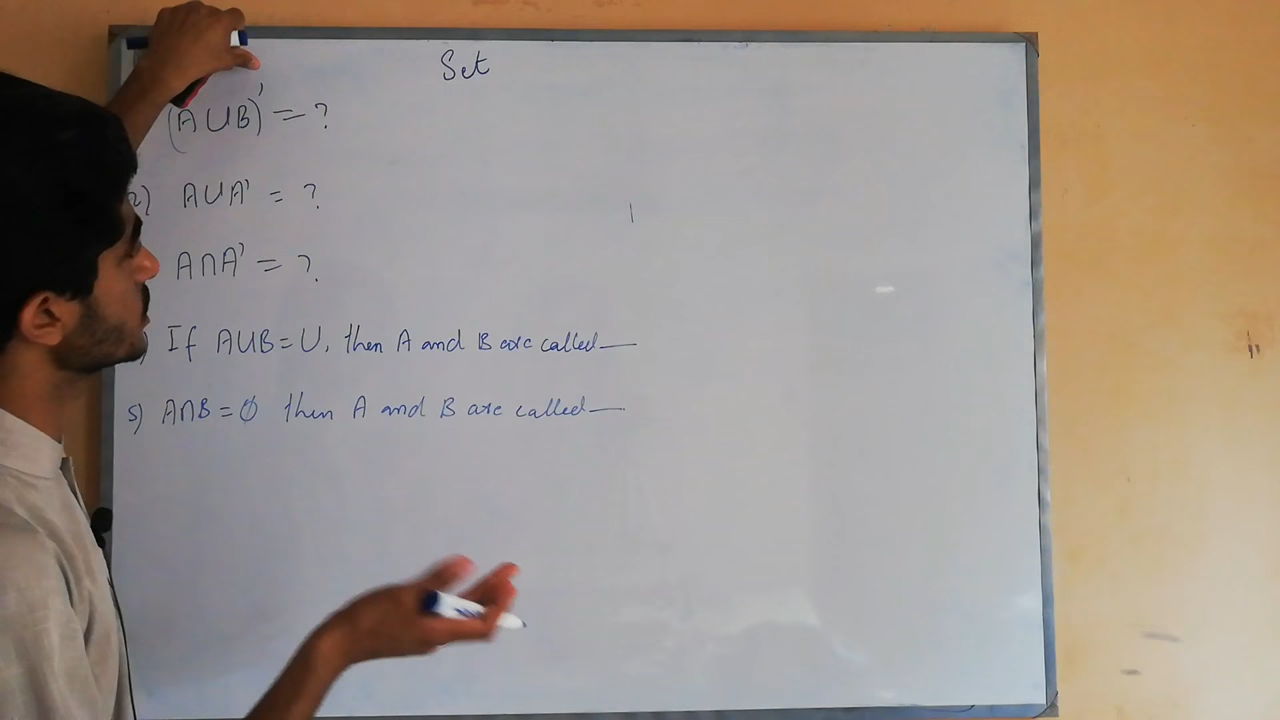 Set
(A∪B)' = ?
2) A∪A' = ?
A∩A' = ?
) If A∪B = U, then A and B are called —
5) A∩B = ∅ then A and B are called —